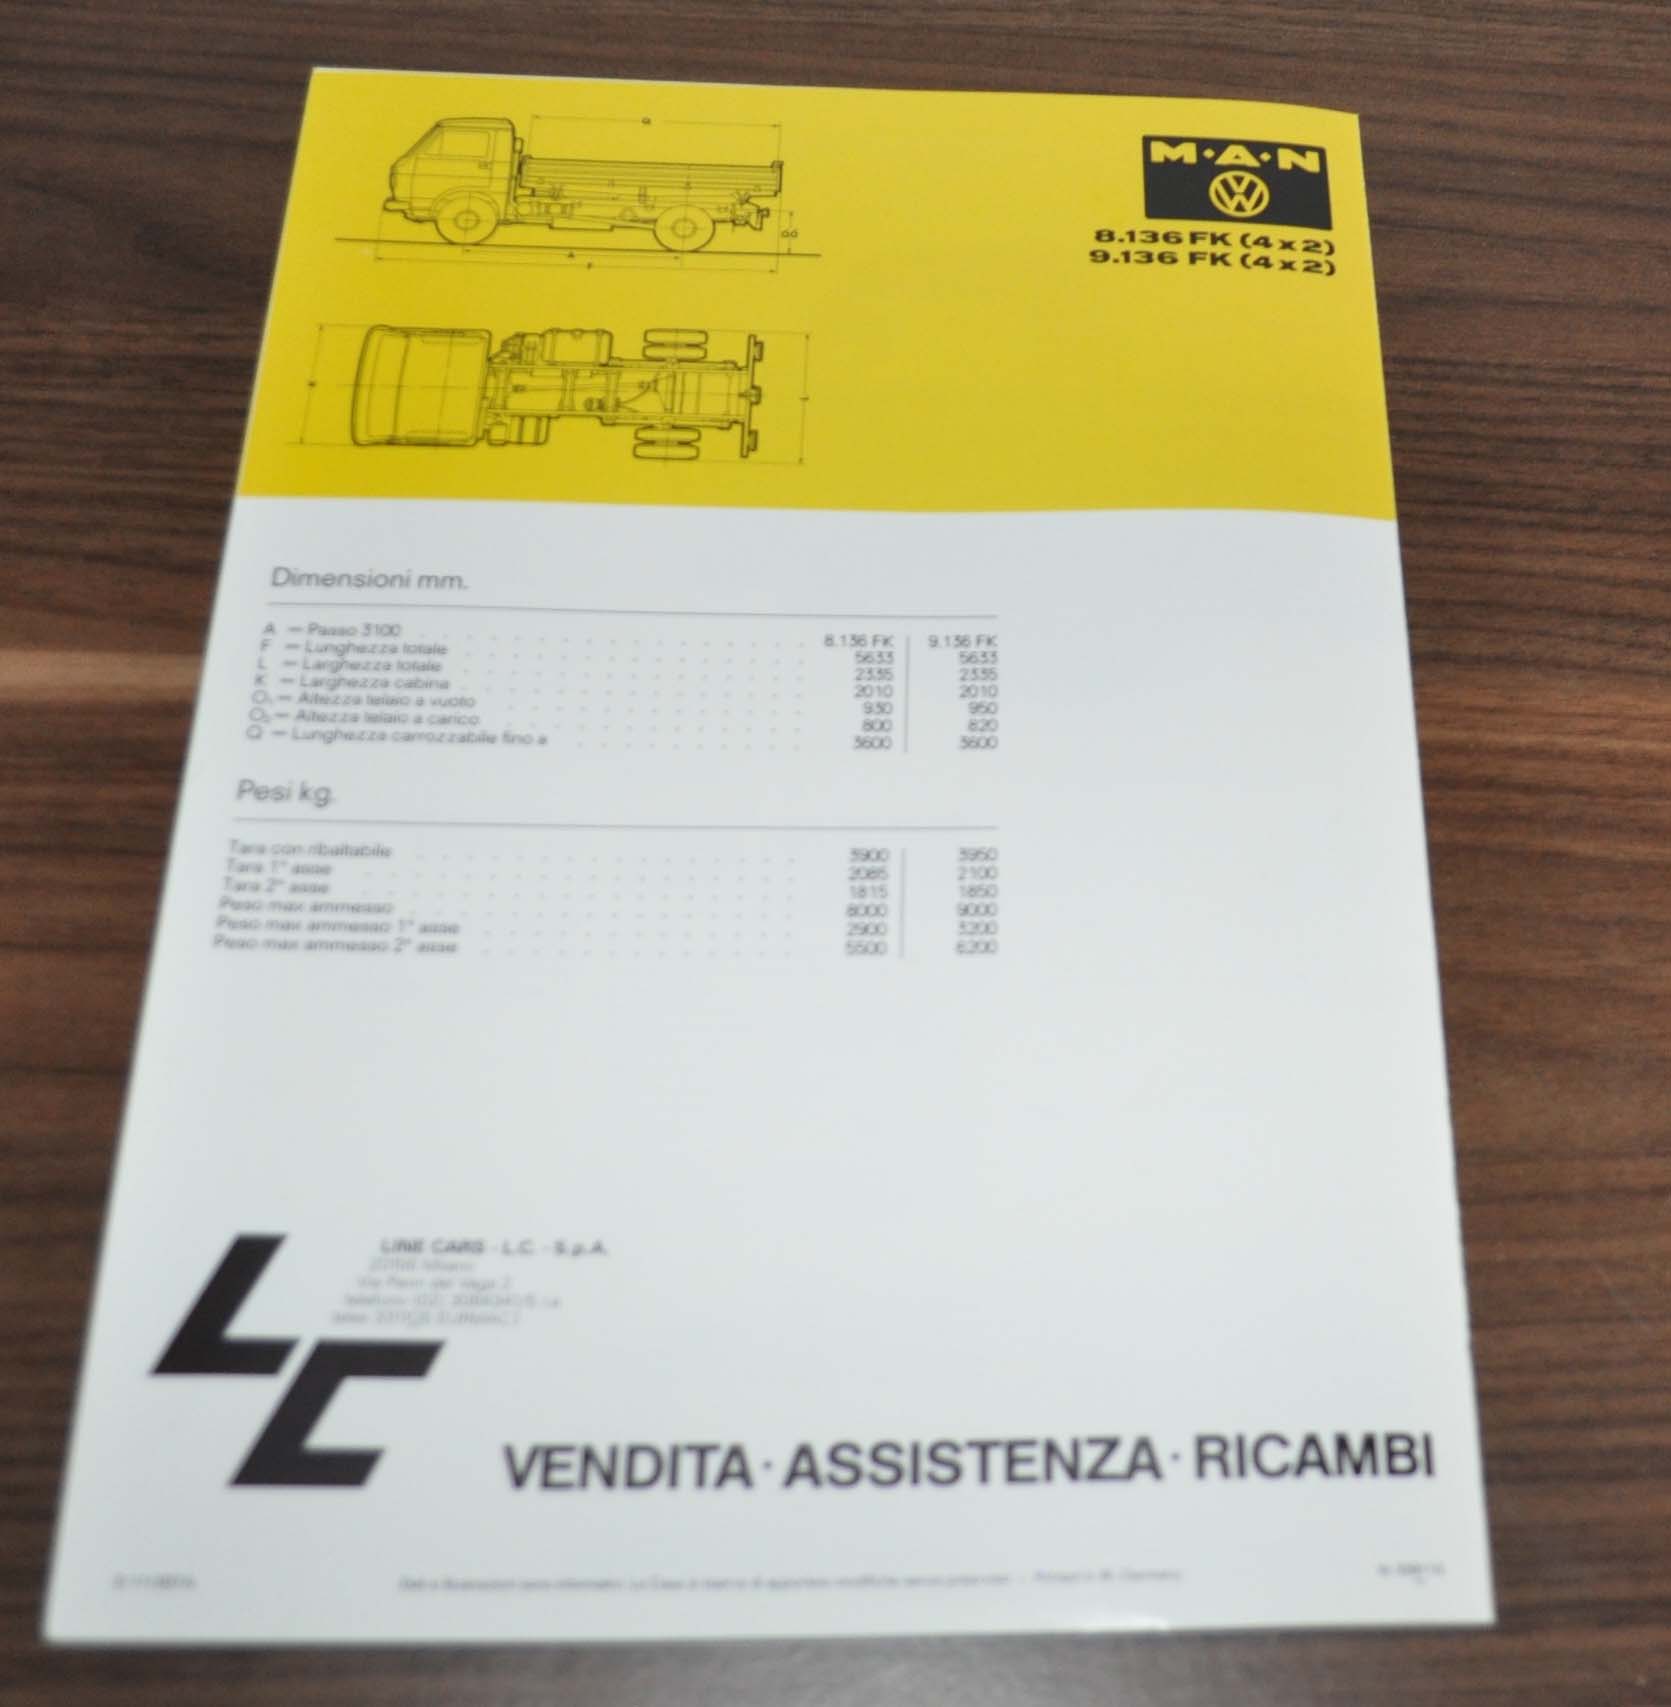 M·A·N
8.136 FK (4x2)
9.136 FK (4x2)
Q
A
F
K
L
Dimensioni mm.
8.136 FK 9.136 FK
A — Passo 3100
F — Lunghezza totale 5633 5633
L — Larghezza totale 2335 2335
K — Larghezza cabina 2010 2010
O₁ — Altezza telaio a vuoto 930 950
O₂ — Altezza telaio a carico 800 820
Q — Lunghezza carrozzabile fino a 3600 3600
Pesi kg.
Tara con ribaltabile 3900 3950
Tara 1° asse 2085 2100
Tara 2° asse 1815 1850
Peso max ammesso 8000 9000
Peso max ammesso 1° asse 2900 3200
Peso max ammesso 2° asse 5500 6200
LC
LINE CARS - L.C. - S.p.A.
Milano
VENDITA · ASSISTENZA · RICAMBI